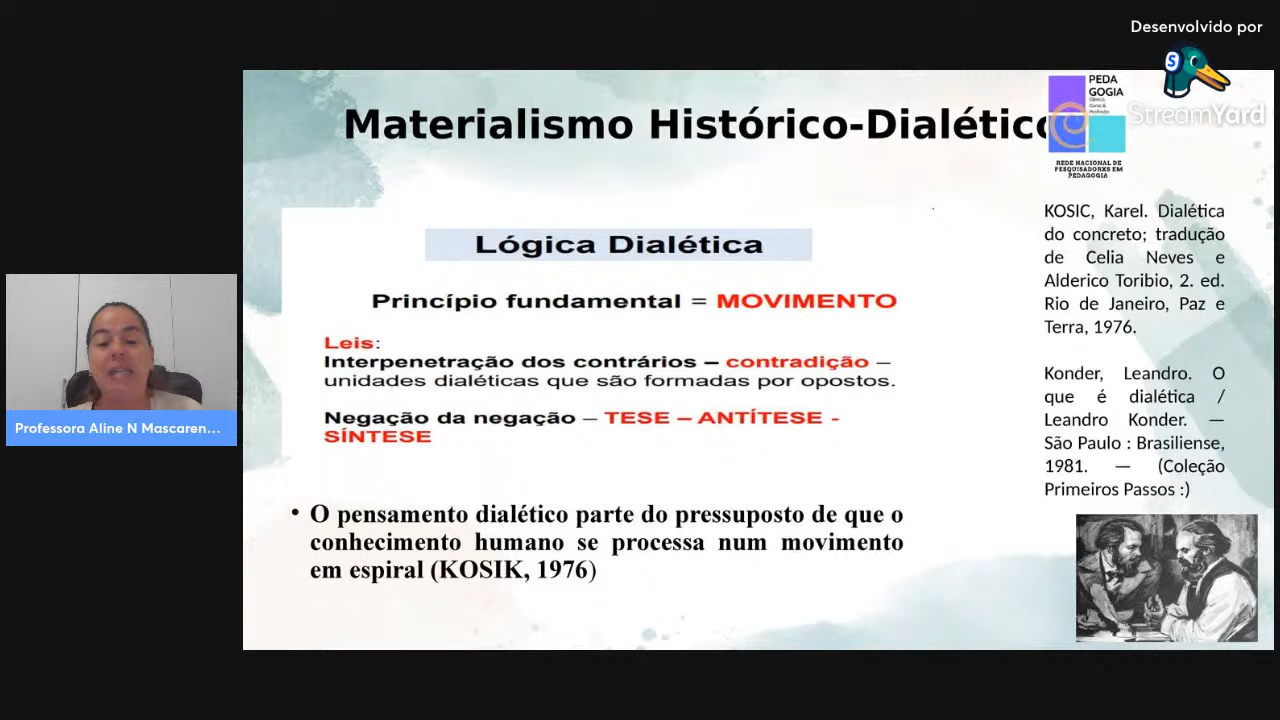 Desenvolvido por
StreamYard
Materialismo Histórico-Dialético
PEDA
GOGIA
REDE NACIONAL DE
PESQUISADORXS EM
PEDAGOGIA
Lógica Dialética
Princípio fundamental = MOVIMENTO
Leis:
Interpenetração dos contrários – contradição –
unidades dialéticas que são formadas por opostos.
Negação da negação – TESE – ANTÍTESE -
SÍNTESE
• O pensamento dialético parte do pressuposto de que o
conhecimento humano se processa num movimento
em espiral (KOSIK, 1976)
KOSIC, Karel. Dialética
do concreto; tradução
de Celia Neves e
Alderico Toribio, 2. ed.
Rio de Janeiro, Paz e
Terra, 1976.
Konder, Leandro. O
que é dialética /
Leandro Konder. —
São Paulo : Brasiliense,
1981. — (Coleção
Primeiros Passos :)
Professora Aline N Mascaren...